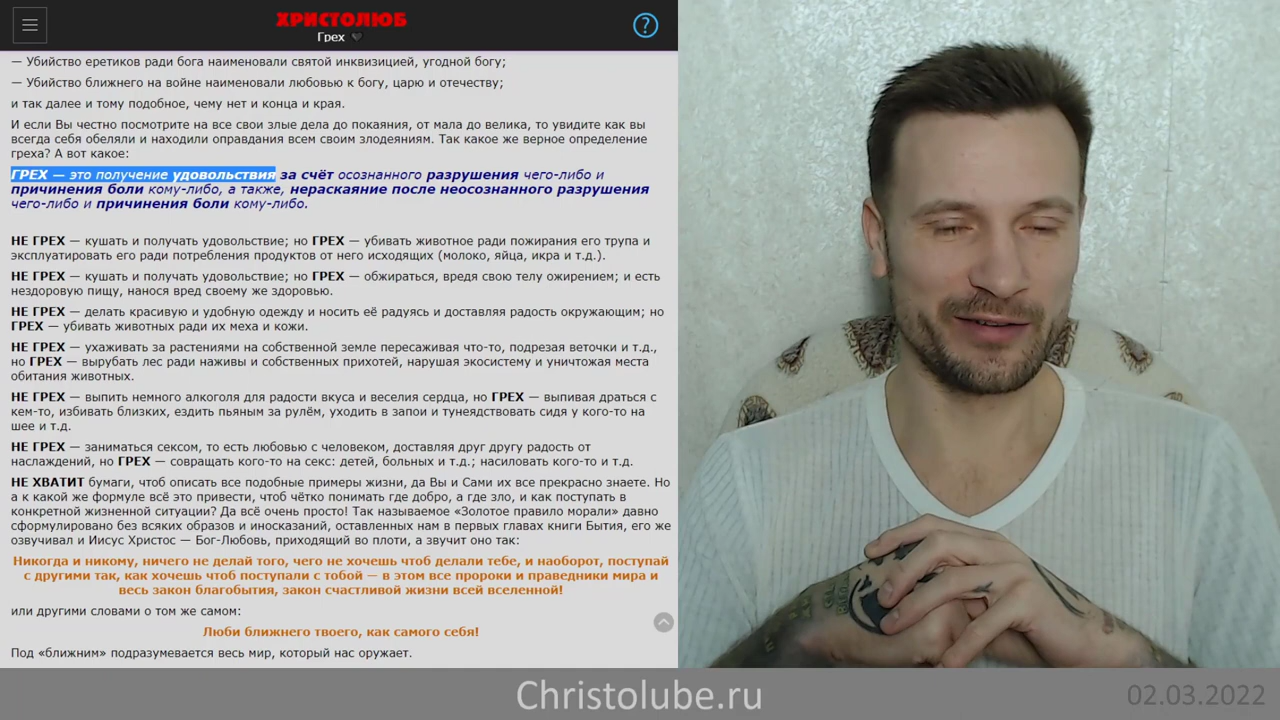 ХРИСТОЛЮБ
Грех
— Убийство еретиков ради бога наименовали святой инквизицией, угодной богу;
— Убийство ближнего на войне наименовали любовью к богу, царю и отечеству;
и так далее и тому подобное, чему нет и конца и края.
И если Вы честно посмотрите на все свои злые дела до покаяния, от мала до велика, то увидите как вы
всегда себя обеляли и находили оправдания всем своим злодеяниям. Так какое же верное определение
греха? А вот какое:
ГРЕХ — это получение удовольствия за счёт осознанного разрушения чего-либо и
причинения боли кому-либо, а также, нераскаяние после неосознанного разрушения
чего-либо и причинения боли кому-либо.
НЕ ГРЕХ — кушать и получать удовольствие; но ГРЕХ — убивать животное ради пожирания его трупа и
эксплуатировать его ради потребления продуктов от него исходящих (молоко, яйца, икра и т.д.).
НЕ ГРЕХ — кушать и получать удовольствие; но ГРЕХ — обжираться, вредя свою телу ожирением; и есть
нездоровую пищу, нанося вред своему же здоровью.
НЕ ГРЕХ — делать красивую и удобную одежду и носить её радуясь и доставляя радость окружающим; но
ГРЕХ — убивать животных ради их меха и кожи.
НЕ ГРЕХ — ухаживать за растениями на собственной земле пересаживая что-то, подрезая веточки и т.д.,
но ГРЕХ — вырубать лес ради наживы и собственных прихотей, нарушая экосистему и уничтожая места
обитания животных.
НЕ ГРЕХ — выпить немного алкоголя для радости вкуса и веселия сердца, но ГРЕХ — выпивая драться с
кем-то, избивать близких, ездить пьяным за рулём, уходить в запои и тунеядствовать сидя у кого-то на
шее и т.д.
НЕ ГРЕХ — заниматься сексом, то есть любовью с человеком, доставляя друг другу радость от
наслаждений, но ГРЕХ — совращать кого-то на секс: детей, больных и т.д.; насиловать кого-то и т.д.
НЕ ХВАТИТ бумаги, чтоб описать все подобные примеры жизни, да Вы и Сами их все прекрасно знаете. Но
а к какой же формуле всё это привести, чтоб чётко понимать где добро, а где зло, и как поступать в
конкретной жизненной ситуации? Да всё очень просто! Так называемое «Золотое правило морали» давно
сформулировано без всяких образов и иносказаний, оставленных нам в первых главах книги Бытия, его же
озвучивал и Иисус Христос — Бог-Любовь, приходящий во плоти, а звучит оно так:
Никогда и никому, ничего не делай того, чего не хочешь чтоб делали тебе, и наоборот, поступай
с другими так, как хочешь чтоб поступали с тобой — в этом все пророки и праведники мира и
весь закон благобытия, закон счастливой жизни всей вселенной!
или другими словами о том же самом:
Люби ближнего твоего, как самого себя!
Под «ближним» подразумевается весь мир, который нас оружает.
Christolube.ru
02.03.2022